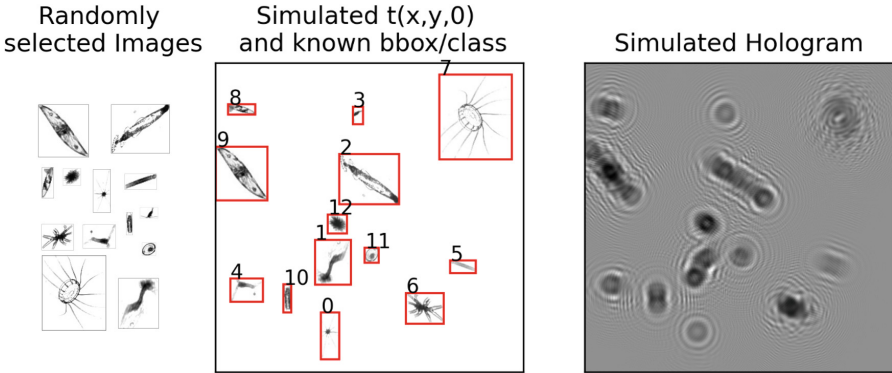 Randomly
selected Images
Simulated t(x,y,0)
and known bbox/class
Simulated Hologram
7
8
3
9
2
12
1
11
5
4
10
6
0